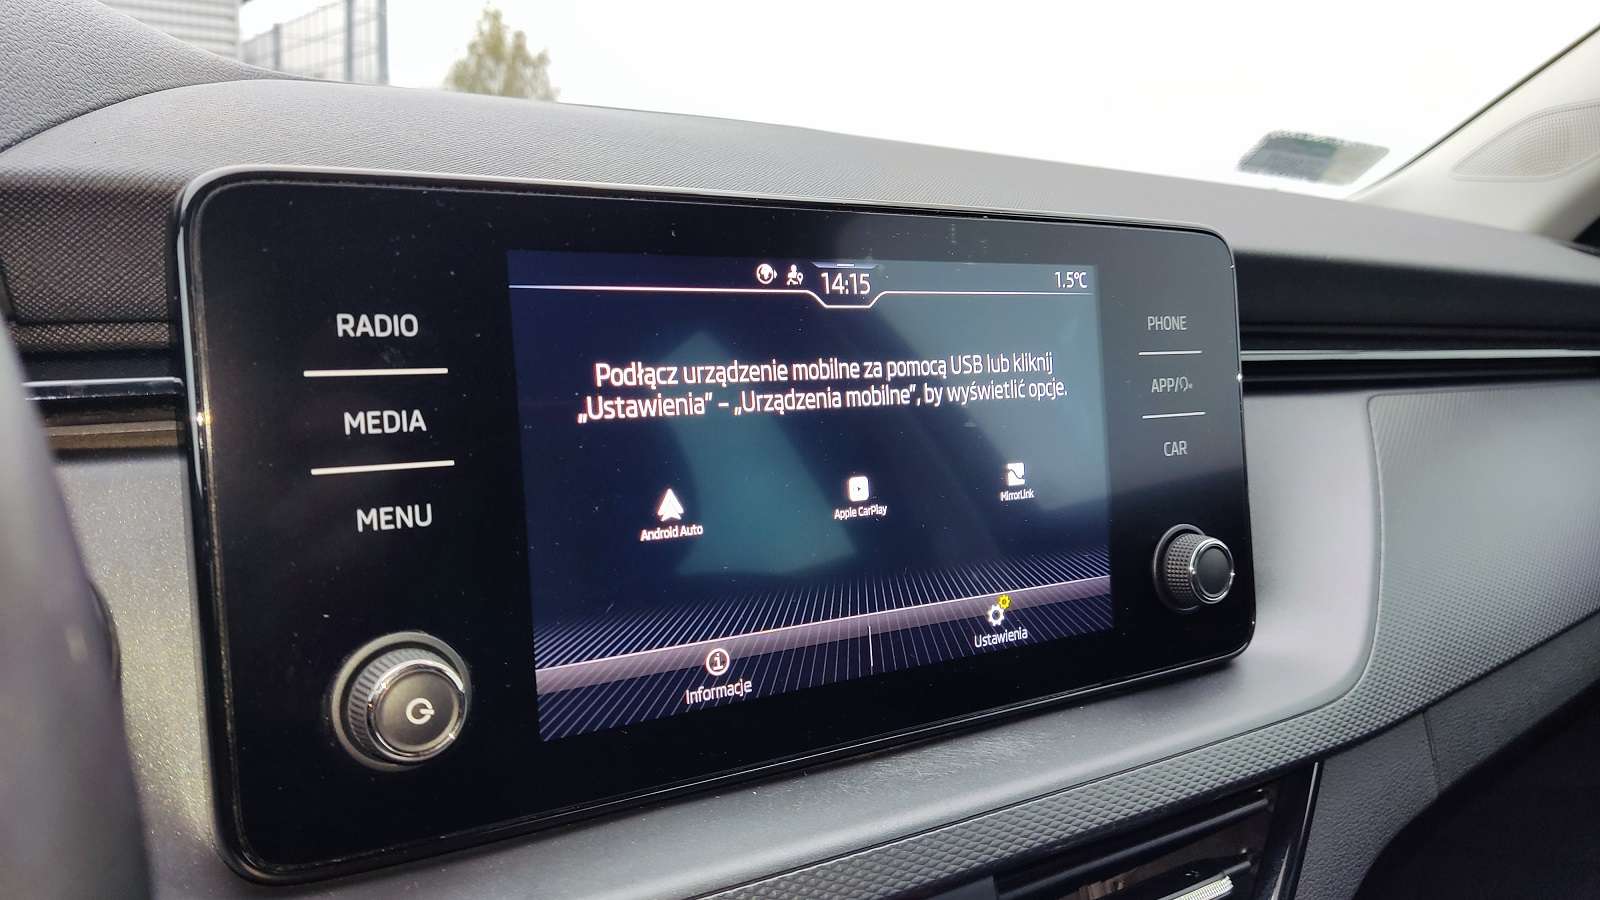 RADIO
MEDIA
MENU
14:15
1,5°C
Podłącz urządzenie mobilne za pomocą USB lub kliknij
„Ustawienia” – „Urządzenia mobilne”, by wyświetlić opcje.
Android Auto
Apple CarPlay
MirrorLink
Informacje
Ustawienia
PHONE
APP/
CAR